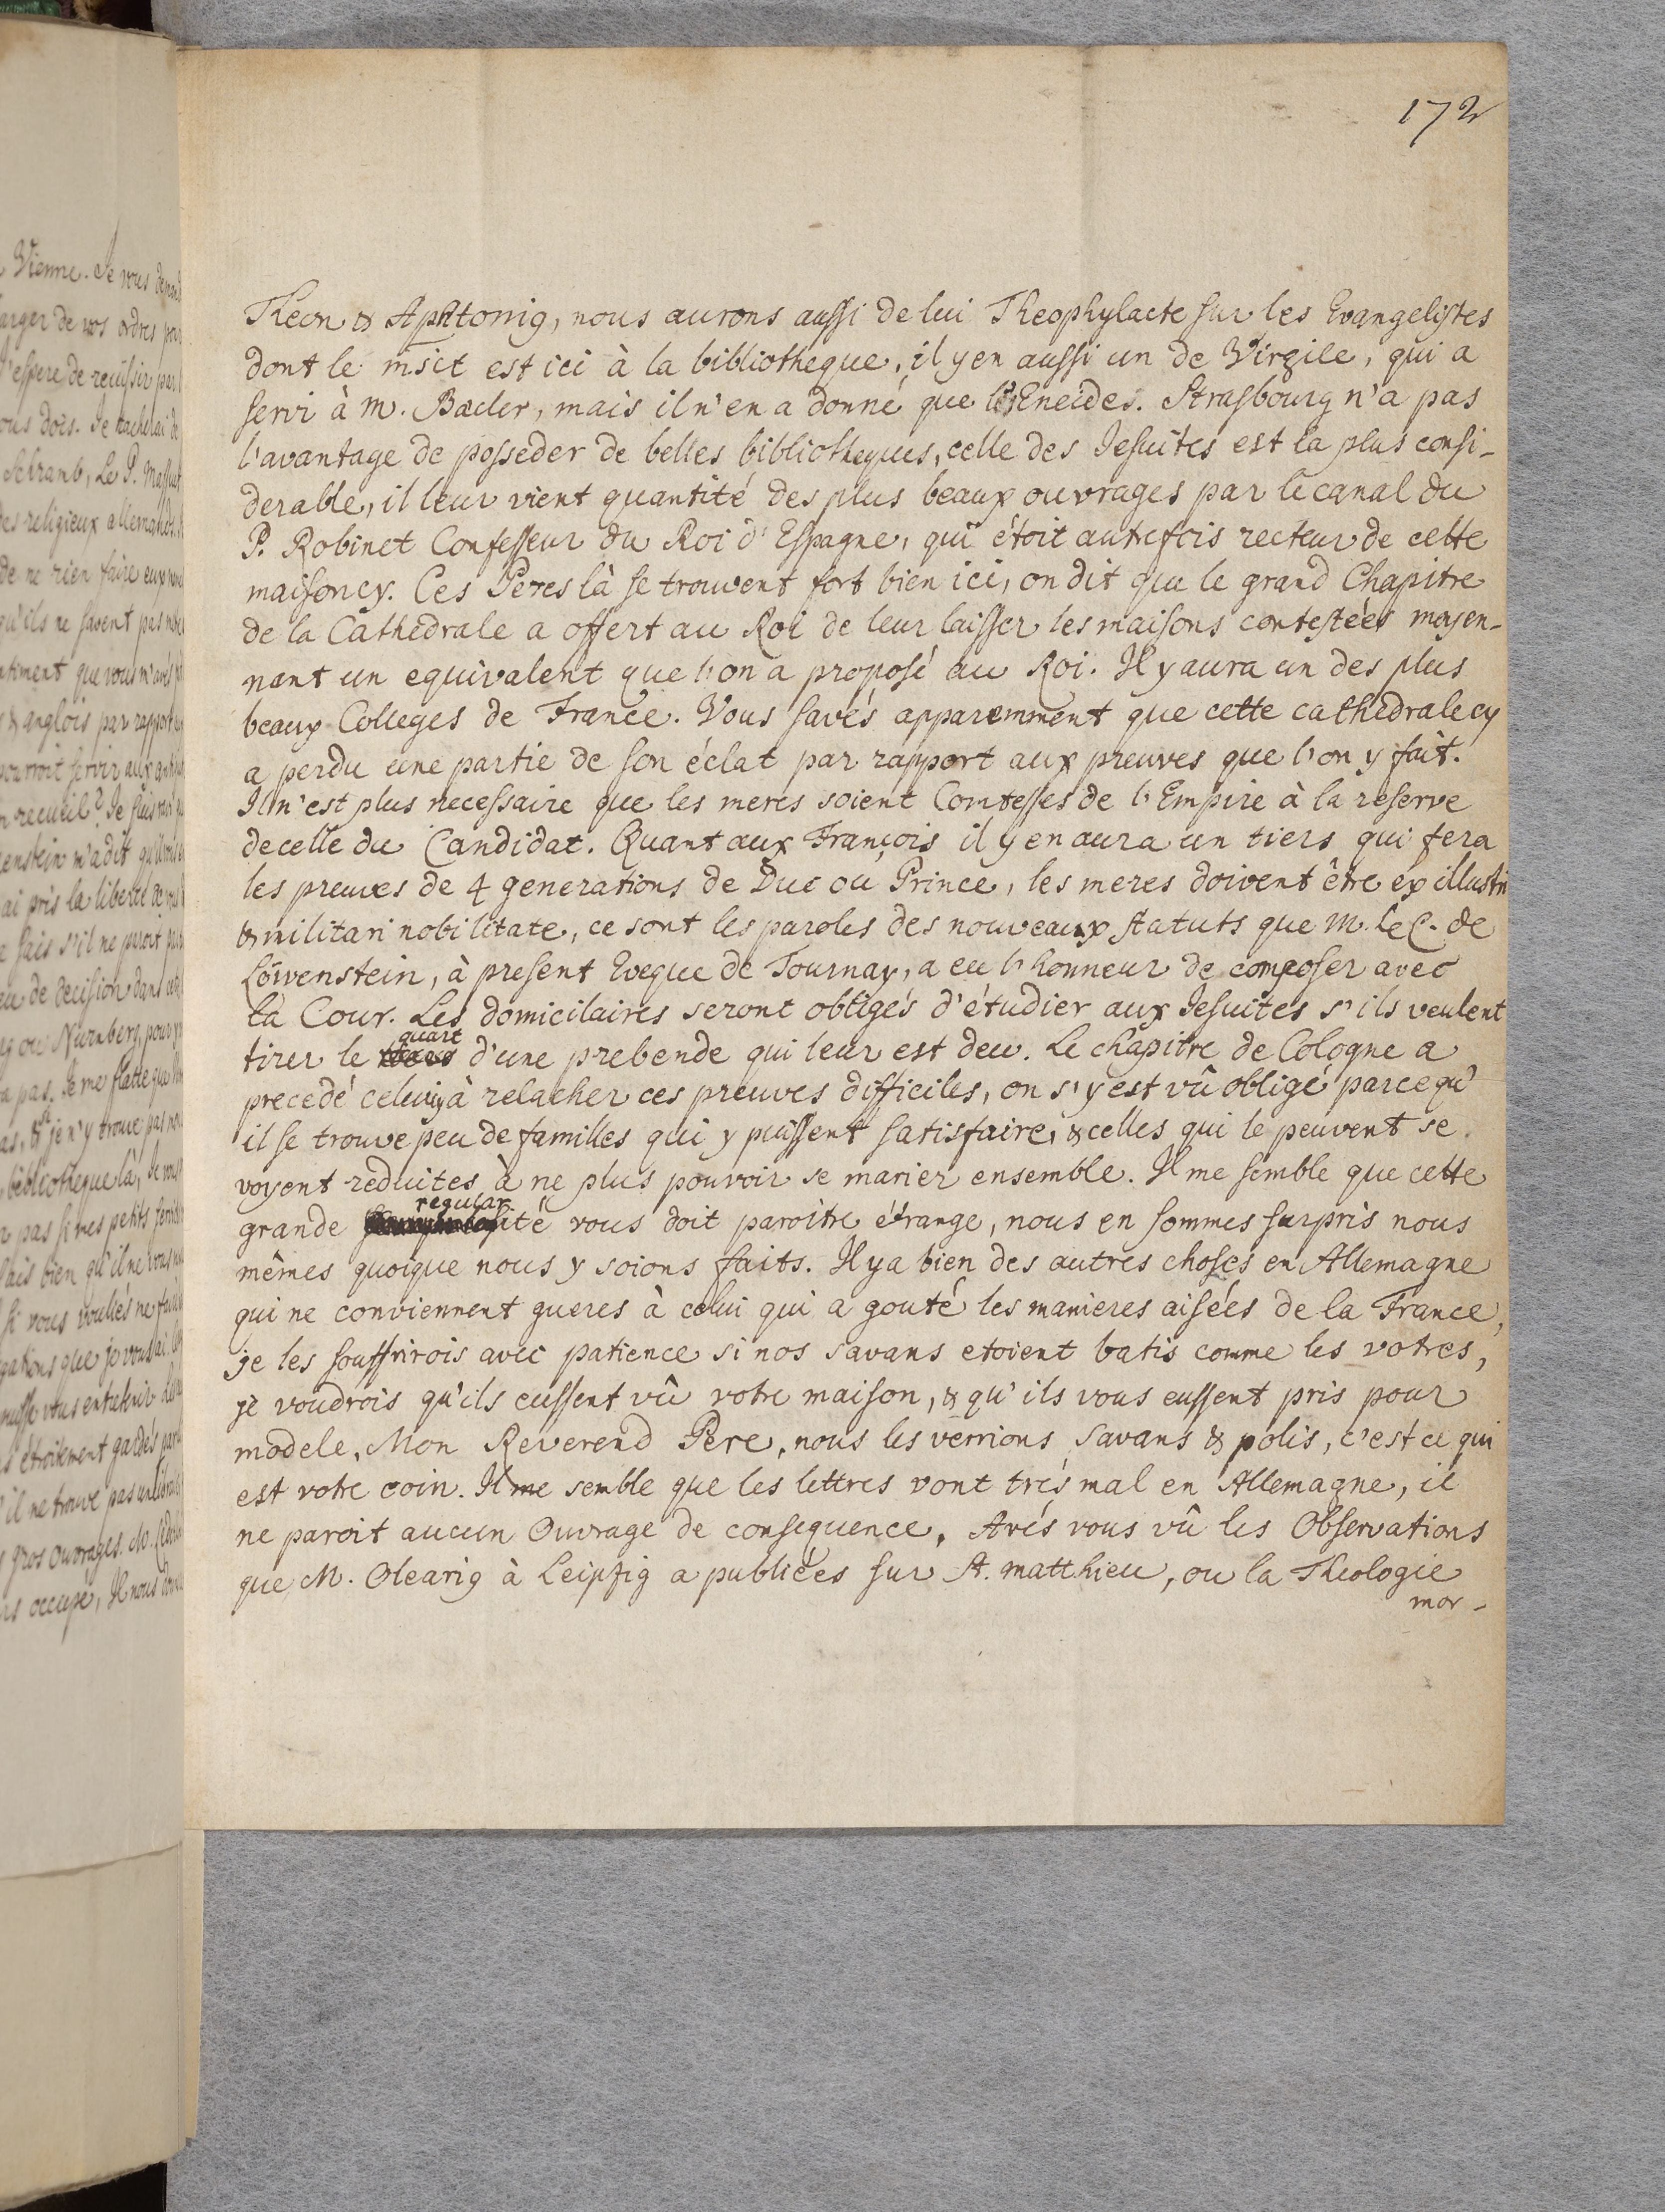 172
Theon & Aphtonig, nous aurons aussi de lui Theophylacte sur les Evangelistes
dont le msct est ici à la bibliotheque, il y en aussi un de Virgile, qui a
servi à M. Bæcler, mais il n'en a donné que les Eneides. Strasbourg n'a pas
l'avantage de posseder de belles bibliotheques, celle des Jesuites est la plus consi-
derable, il leur vient quantité des plus beaux ouvrages par le canal du
P. Robinet Confesseur du Roi d'Espagne, qui étoit autrefois recteur de cette
maison cy. Ces Peres là se trouvent fort bien ici, on dit que le grand Chapitre
de la Cathedrale a offert au Roi de leur laisser les maisons contestées moyen-
nant un equivalent que l'on a proposé au Roi. Il y aura un des plus
beaux Colleges de France. Vous savés apparemment que cette cathedrale cy
a perdu une partie de son éclat par rapport aux preuves que l'on y fait.
Il n'est plus necessaire que les meres soient Comtesses de l'Empire à la reserve
de celle du Candidat. Quant aux François il y en aura un tiers qui fera
les preuves de 4 generations de Duc ou Prince, les meres doivent être ex illustri
& militari nobilitate, ce sont les paroles des nouveaux statuts que M. Le C. de
Löwenstein, à present Eveque de Tournay, a eu l'honneur de composer avec
la Cour. Les domicilaires seront obligés d'étudier aux Jesuites s'ils veulent
tirer le quart d'une prebende qui leur est deu. Le chapitre de Cologne a
precedé celuicy à relacher ces preuves difficiles, on s'y est vû obligé parcequ'
il se trouve peu de familles qui y puissent satisfaire, & celles qui le peuvent se
voyent reduites à ne plus pouvoir se marier ensemble. Il me semble que cette
grande regularité vous doit paroitre étrange, nous en sommes surpris nous
mêmes quoique nous y soions faits. Il y a bien des autres choses en Allemagne
qui ne conviennent gueres à celui qui a gouté les manieres aisées de la France,
je les souffrirois avec patience si nos savans etoient batis comme les votres,
je voudrois qu'ils eussent vû votre maison, & qu'ils vous eussent pris pour
modele, Mon Reverend Pere, nous les verrions savans & polis, c'est ce qui
est votre coin. Il me semble que les lettres vont trés mal en Allemagne, il
ne paroit aucun Ouvrage de consequence. Avés vous vû les Observations
que M. Olearig à Leipzig a publiées sur St. Matthieu, ou la Theologie
mor-